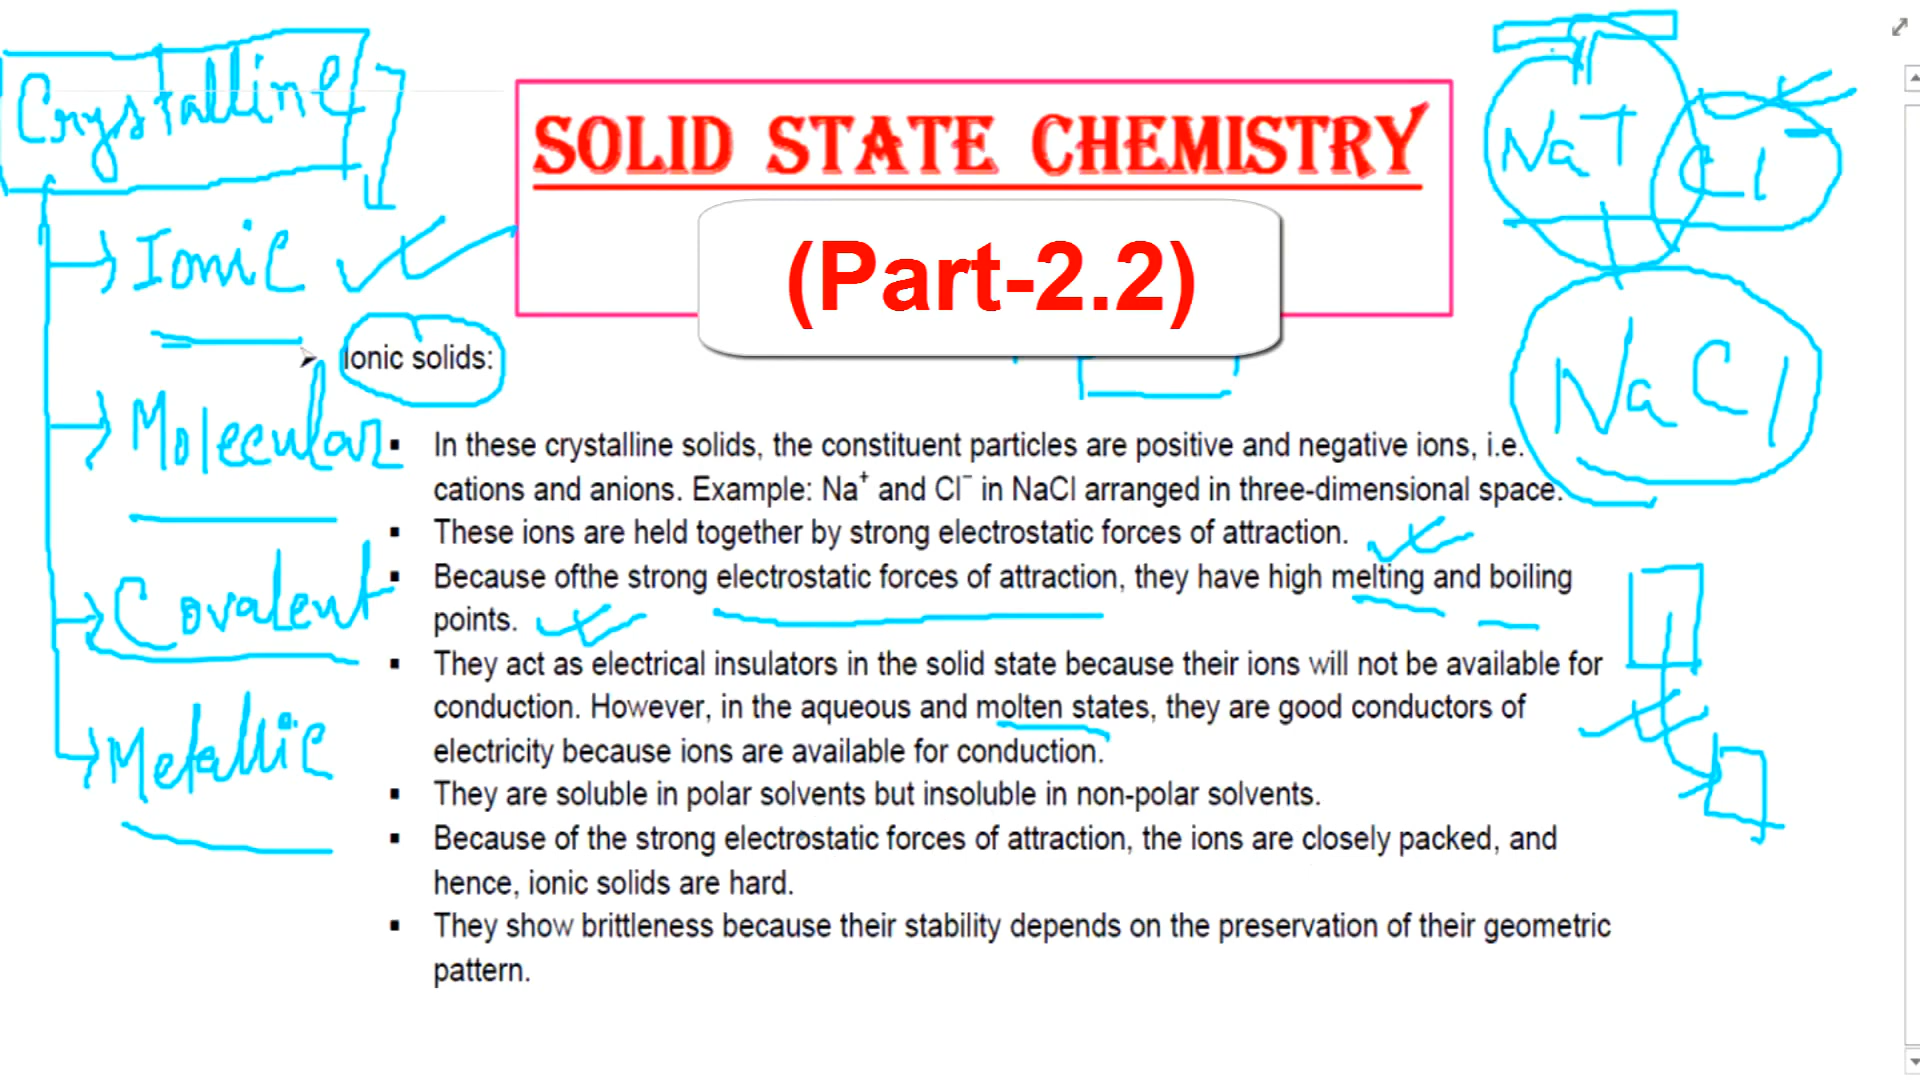 Crystalline
SOLID STATE CHEMISTRY
(Part-2.2)
Na+ Cl-
NaCl
Ionic
Molecular
Covalent
Metallic
Ionic solids:
▪ In these crystalline solids, the constituent particles are positive and negative ions, i.e.
cations and anions. Example: Na⁺ and Cl⁻ in NaCl arranged in three-dimensional space.
▪ These ions are held together by strong electrostatic forces of attraction.
▪ Because ofthe strong electrostatic forces of attraction, they have high melting and boiling
points.
▪ They act as electrical insulators in the solid state because their ions will not be available for
conduction. However, in the aqueous and molten states, they are good conductors of
electricity because ions are available for conduction.
▪ They are soluble in polar solvents but insoluble in non-polar solvents.
▪ Because of the strong electrostatic forces of attraction, the ions are closely packed, and
hence, ionic solids are hard.
▪ They show brittleness because their stability depends on the preservation of their geometric
pattern.